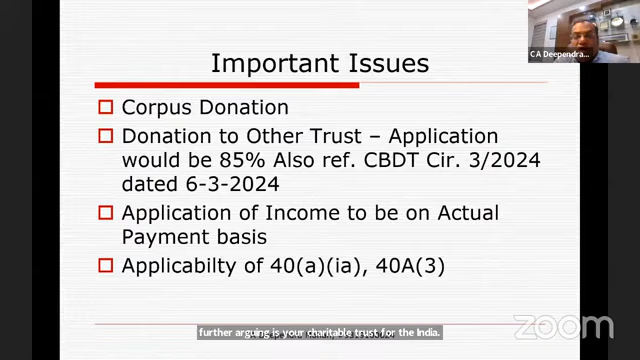 CA Deependra...
Important Issues
Corpus Donation
Donation to Other Trust – Application
would be 85% Also ref. CBDT Cir. 3/2024
dated 6-3-2024
Application of Income to be on Actual
Payment basis
Applicabilty of 40(a)(ia), 40A(3)
further arguing is your charitable trust for the India.
zoom